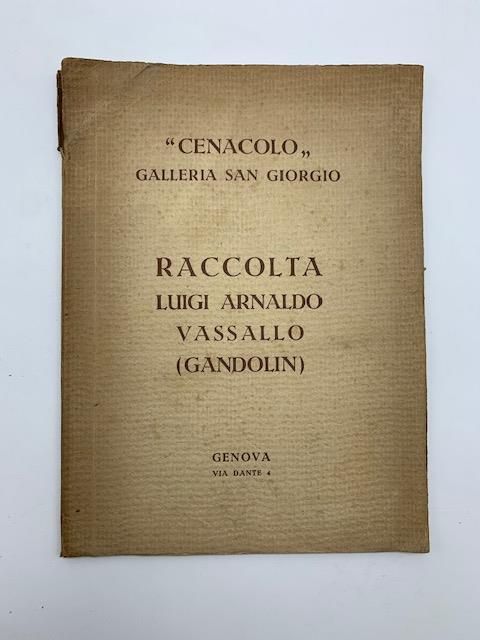 “CENACOLO„
GALLERIA SAN GIORGIO
RACCOLTA
LUIGI ARNALDO
VASSALLO
(GANDOLIN)
GENOVA
VIA DANTE 4